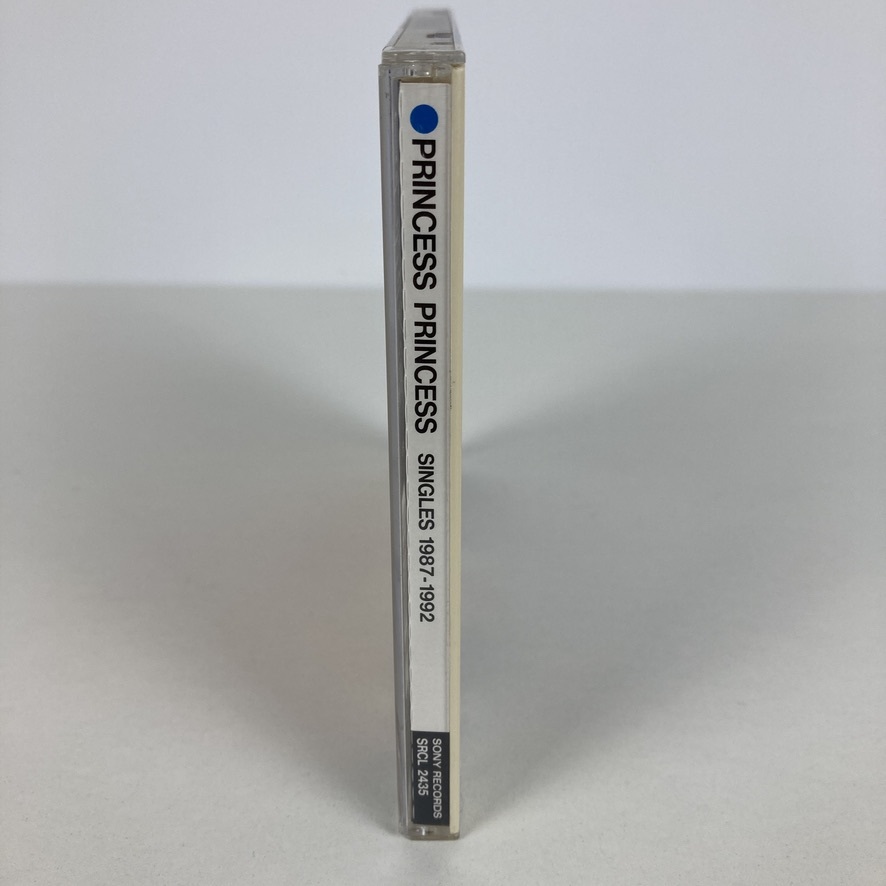 PRINCESS PRINCESS SINGLES 1987-1992
SONY RECORDS
SRCL 2435